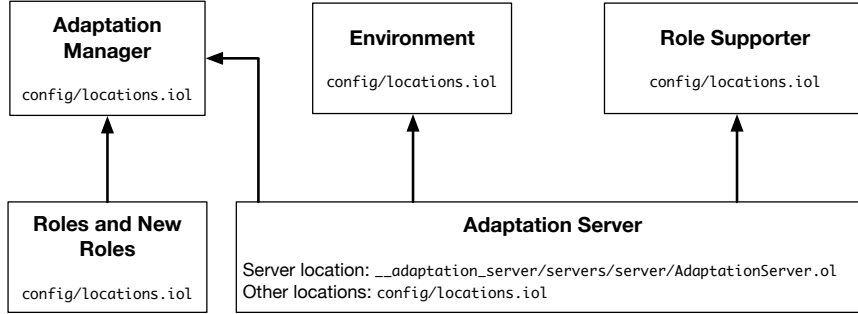 Adaptation
Manager
config/locations.iol
Environment
config/locations.iol
Role Supporter
config/locations.iol
Roles and New
Roles
config/locations.iol
Adaptation Server
Server location: __adaptation_server/servers/server/AdaptationServer.ol
Other locations: config/locations.iol